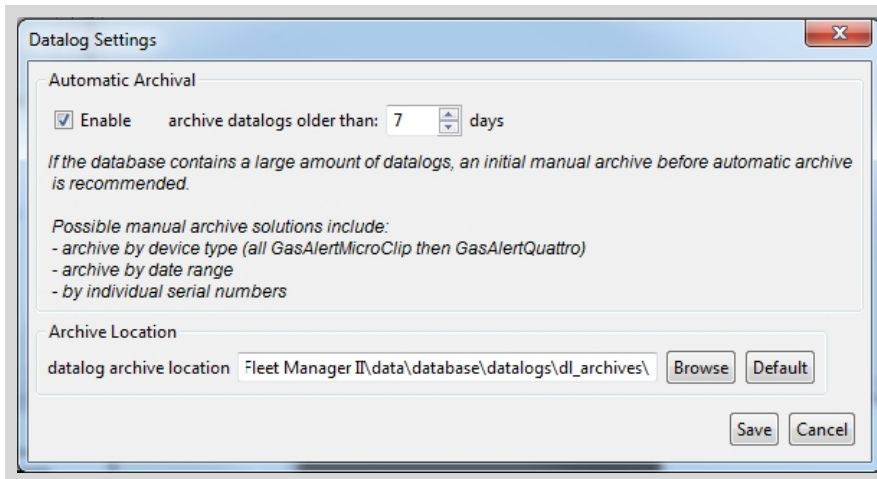 Datalog Settings
Automatic Archival
Enable archive datalogs older than: 7 days
If the database contains a large amount of datalogs, an initial manual archive before automatic archive
is recommended.
Possible manual archive solutions include:
- archive by device type (all GasAlertMicroClip then GasAlertQuattro)
- archive by date range
- by individual serial numbers
Archive Location
datalog archive location Fleet Manager II\data\database\datalogs\dl_archives\ Browse Default
Save Cancel